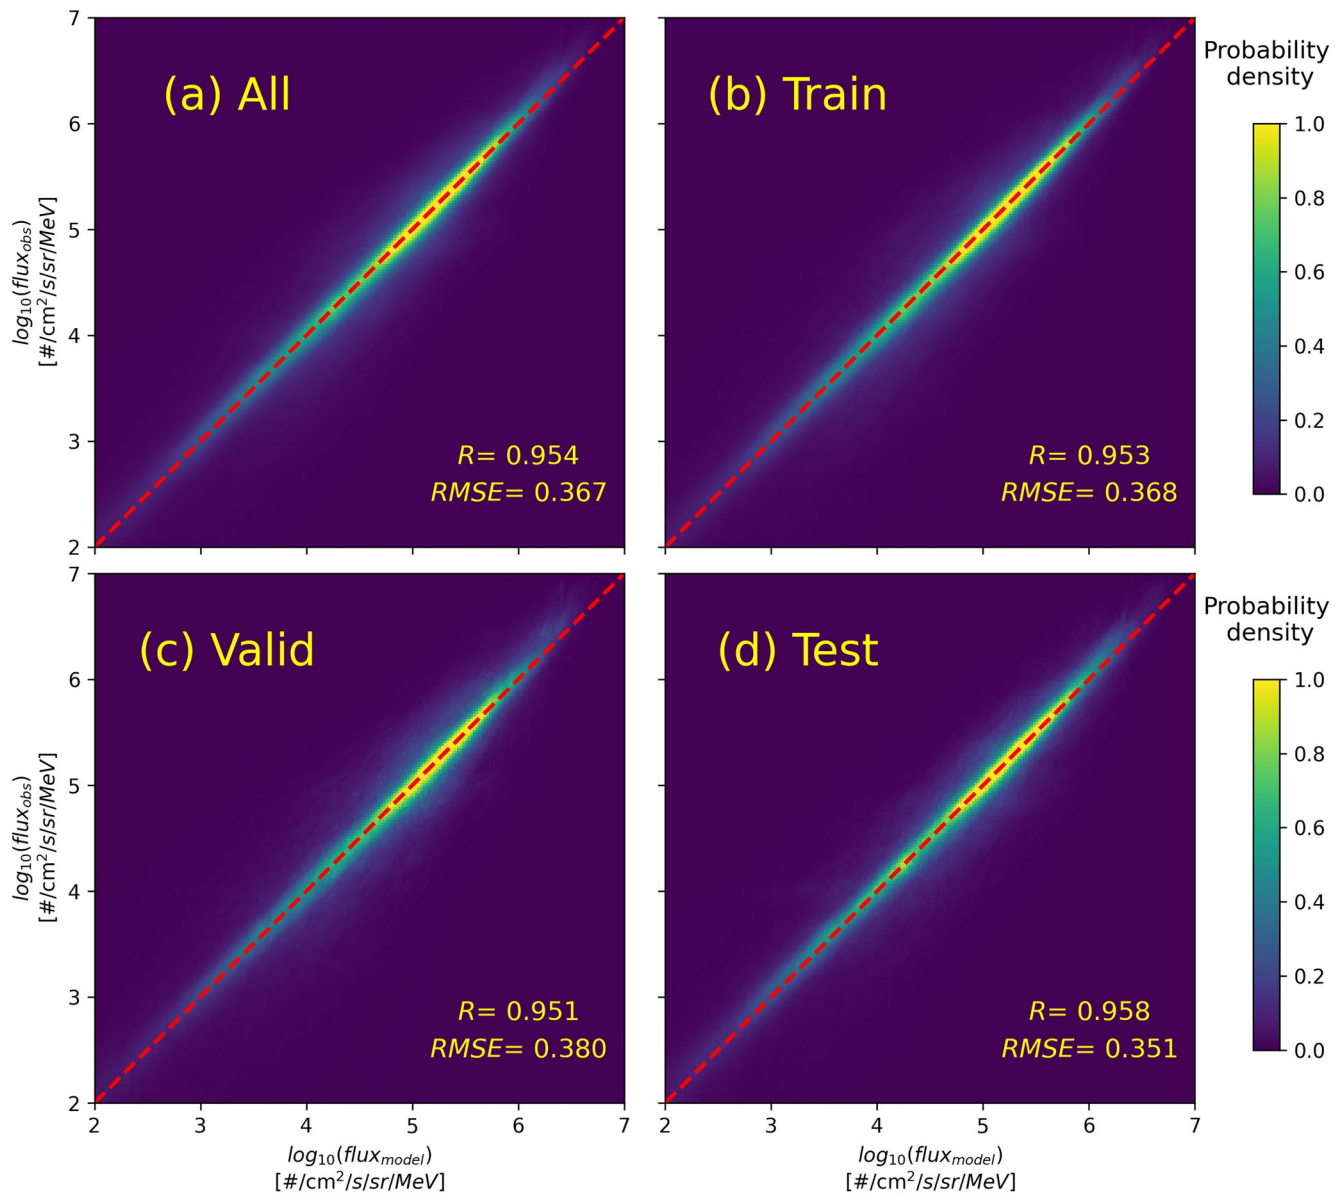 7
6
5
4
3
2
log₁₀(flux_obs)
[#/cm²/s/sr/MeV]
(a) All
R= 0.954
RMSE= 0.367
(b) Train
R= 0.953
RMSE= 0.368
Probability
density
1.0
0.8
0.6
0.4
0.2
0.0
7
6
5
4
3
2
log₁₀(flux_obs)
[#/cm²/s/sr/MeV]
(c) Valid
R= 0.951
RMSE= 0.380
2 3 4 5 6 7
log₁₀(flux_model)
[#/cm²/s/sr/MeV]
(d) Test
R= 0.958
RMSE= 0.351
2 3 4 5 6 7
log₁₀(flux_model)
[#/cm²/s/sr/MeV]
Probability
density
1.0
0.8
0.6
0.4
0.2
0.0